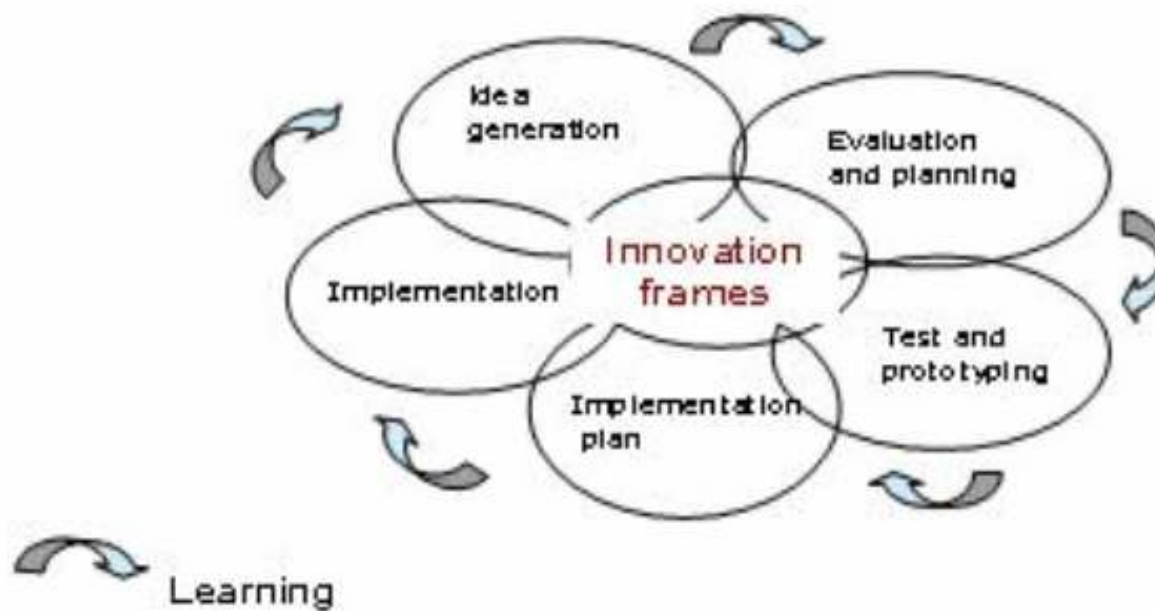 Idea
generation
Evaluation
and planning
Innovation
frames
Implementation
Test and
prototyping
Implementation
plan
Learning